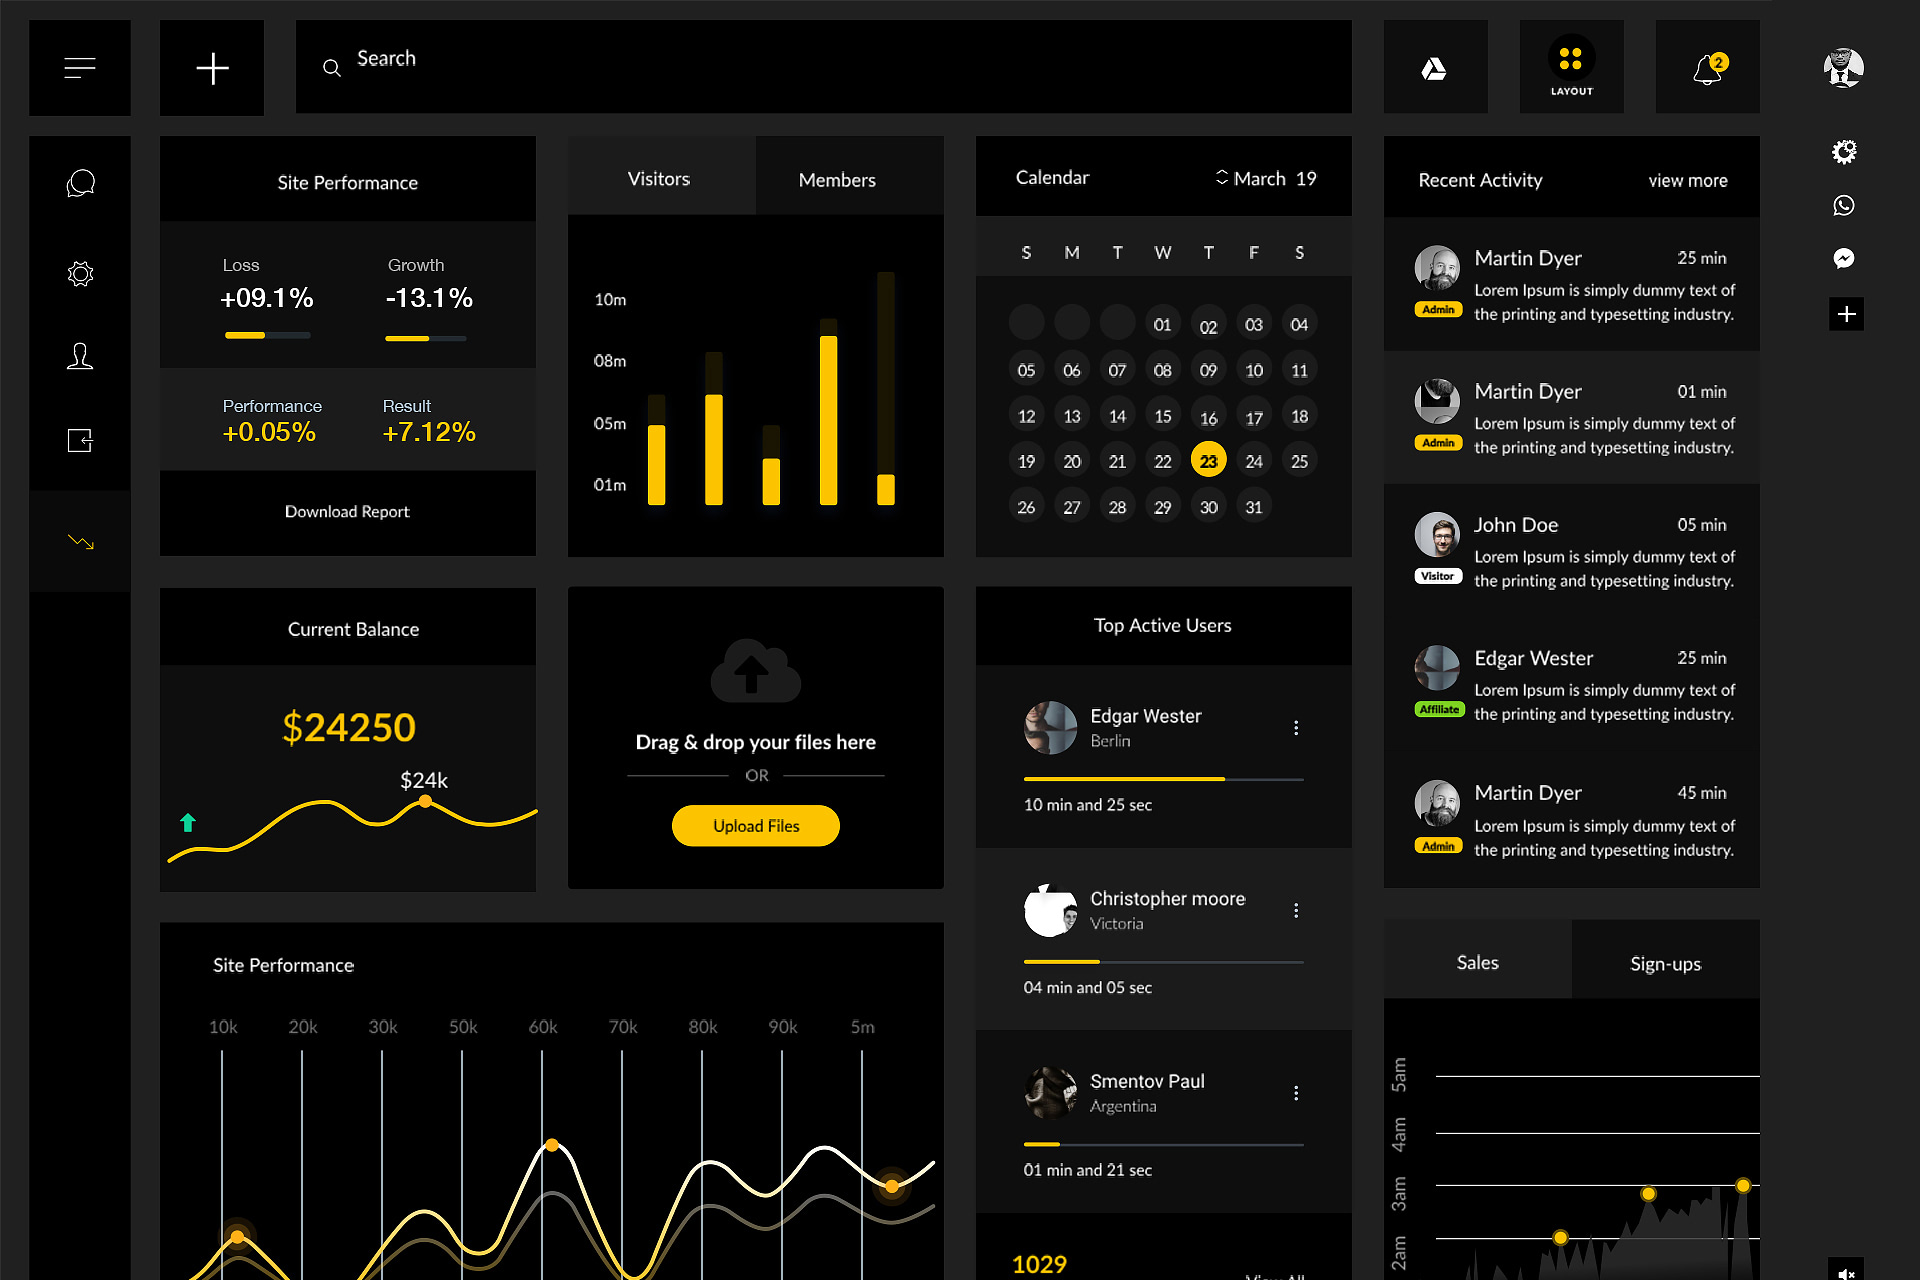 Search
LAYOUT
2
Site Performance
Loss
Growth
+09.1%
-13.1%
Performance
Result
+0.05%
+7.12%
Download Report
Visitors
Members
10m
08m
05m
01m
Calendar
March 19
S M T W T F S
01 02 03 04
05 06 07 08 09 10 11
12 13 14 15 16 17 18
19 20 21 22 23 24 25
26 27 28 29 30 31
Recent Activity
view more
Martin Dyer
25 min
Lorem Ipsum is simply dummy text of
the printing and typesetting industry.
Admin
Martin Dyer
01 min
Lorem Ipsum is simply dummy text of
the printing and typesetting industry.
Admin
John Doe
05 min
Lorem Ipsum is simply dummy text of
the printing and typesetting industry.
Visitor
Edgar Wester
25 min
Lorem Ipsum is simply dummy text of
the printing and typesetting industry.
Affiliate
Martin Dyer
45 min
Lorem Ipsum is simply dummy text of
the printing and typesetting industry.
Admin
Current Balance
$24250
$24k
Drag & drop your files here
OR
Upload Files
Top Active Users
Edgar Wester
Berlin
10 min and 25 sec
Christopher moore
Victoria
04 min and 05 sec
Smentov Paul
Argentina
01 min and 21 sec
1029
View All
Site Performance
10k 20k 30k 50k 60k 70k 80k 90k 5m
Sales
Sign-ups
5am
4am
3am
2am